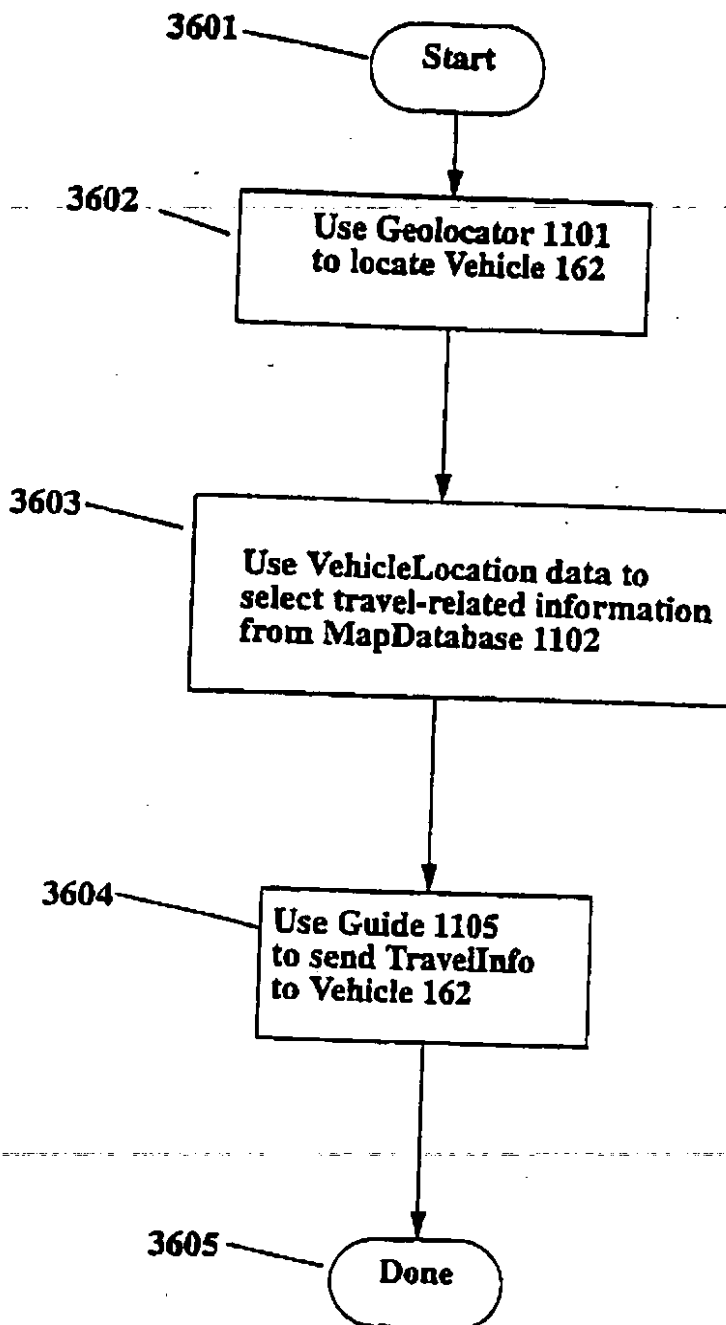 3601
Start
3602
Use Geolocator 1101
to locate Vehicle 162
3603
Use VehicleLocation data to
select travel-related information
from MapDatabase 1102
3604
Use Guide 1105
to send TravelInfo
to Vehicle 162
3605
Done